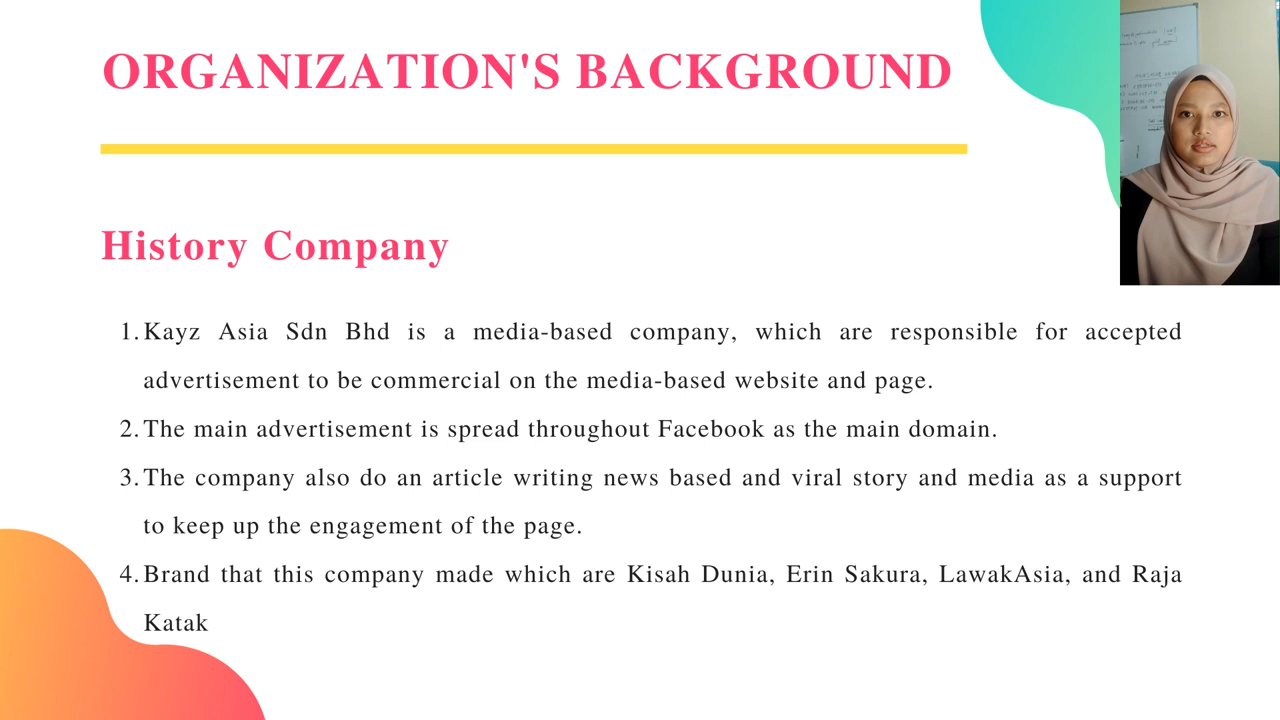 ORGANIZATION'S BACKGROUND
History Company
1. Kayz Asia Sdn Bhd is a media-based company, which are responsible for accepted
advertisement to be commercial on the media-based website and page.
2. The main advertisement is spread throughout Facebook as the main domain.
3. The company also do an article writing news based and viral story and media as a support
to keep up the engagement of the page.
4. Brand that this company made which are Kisah Dunia, Erin Sakura, LawakAsia, and Raja
Katak